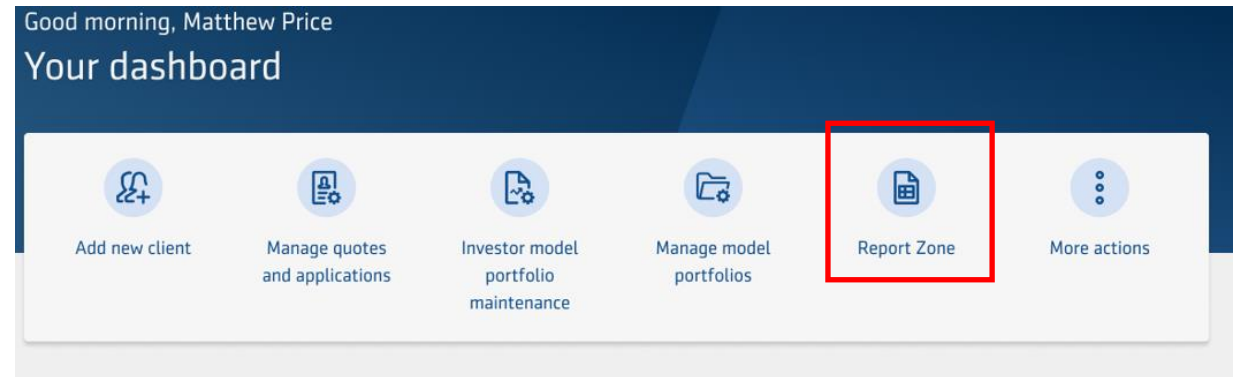 Good morning, Matthew Price
Your dashboard
Add new client
Manage quotes
and applications
Investor model
portfolio
maintenance
Manage model
portfolios
Report Zone
More actions